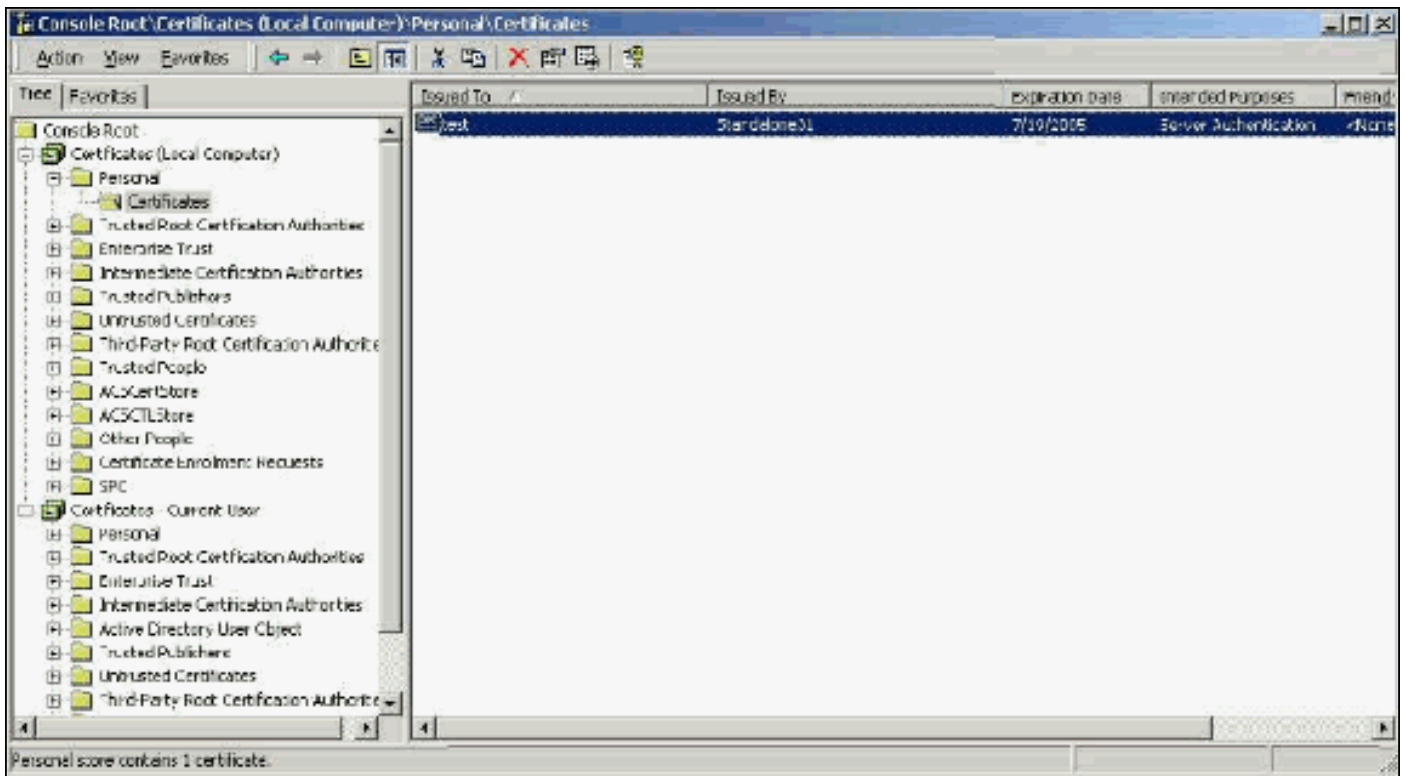 Console Root\Certificates (Local Computer)\Personal\Certificates
Action View Favorites
Tree Favorites
Issued To Issued By Expiration Date Intended Purposes Friend
Console Root
Certificates (Local Computer)
Personal
Certificates
Trusted Root Certification Authorities
Enterprise Trust
Intermediate Certification Authorities
Trusted Publishers
Untrusted Certificates
Third-Party Root Certification Authoritie
Trusted People
ACSCertStore
ACSCTLStore
Other People
Certificate Enrollment Requests
SPC
Certificates - Current User
Personal
Trusted Root Certification Authorities
Enterprise Trust
Intermediate Certification Authorities
Active Directory User Object
Trusted Publishers
Untrusted Certificates
Third-Party Root Certification Authoritie
test Standalone01 7/19/2005 Server Authentication <None
Personal store contains 1 certificate.